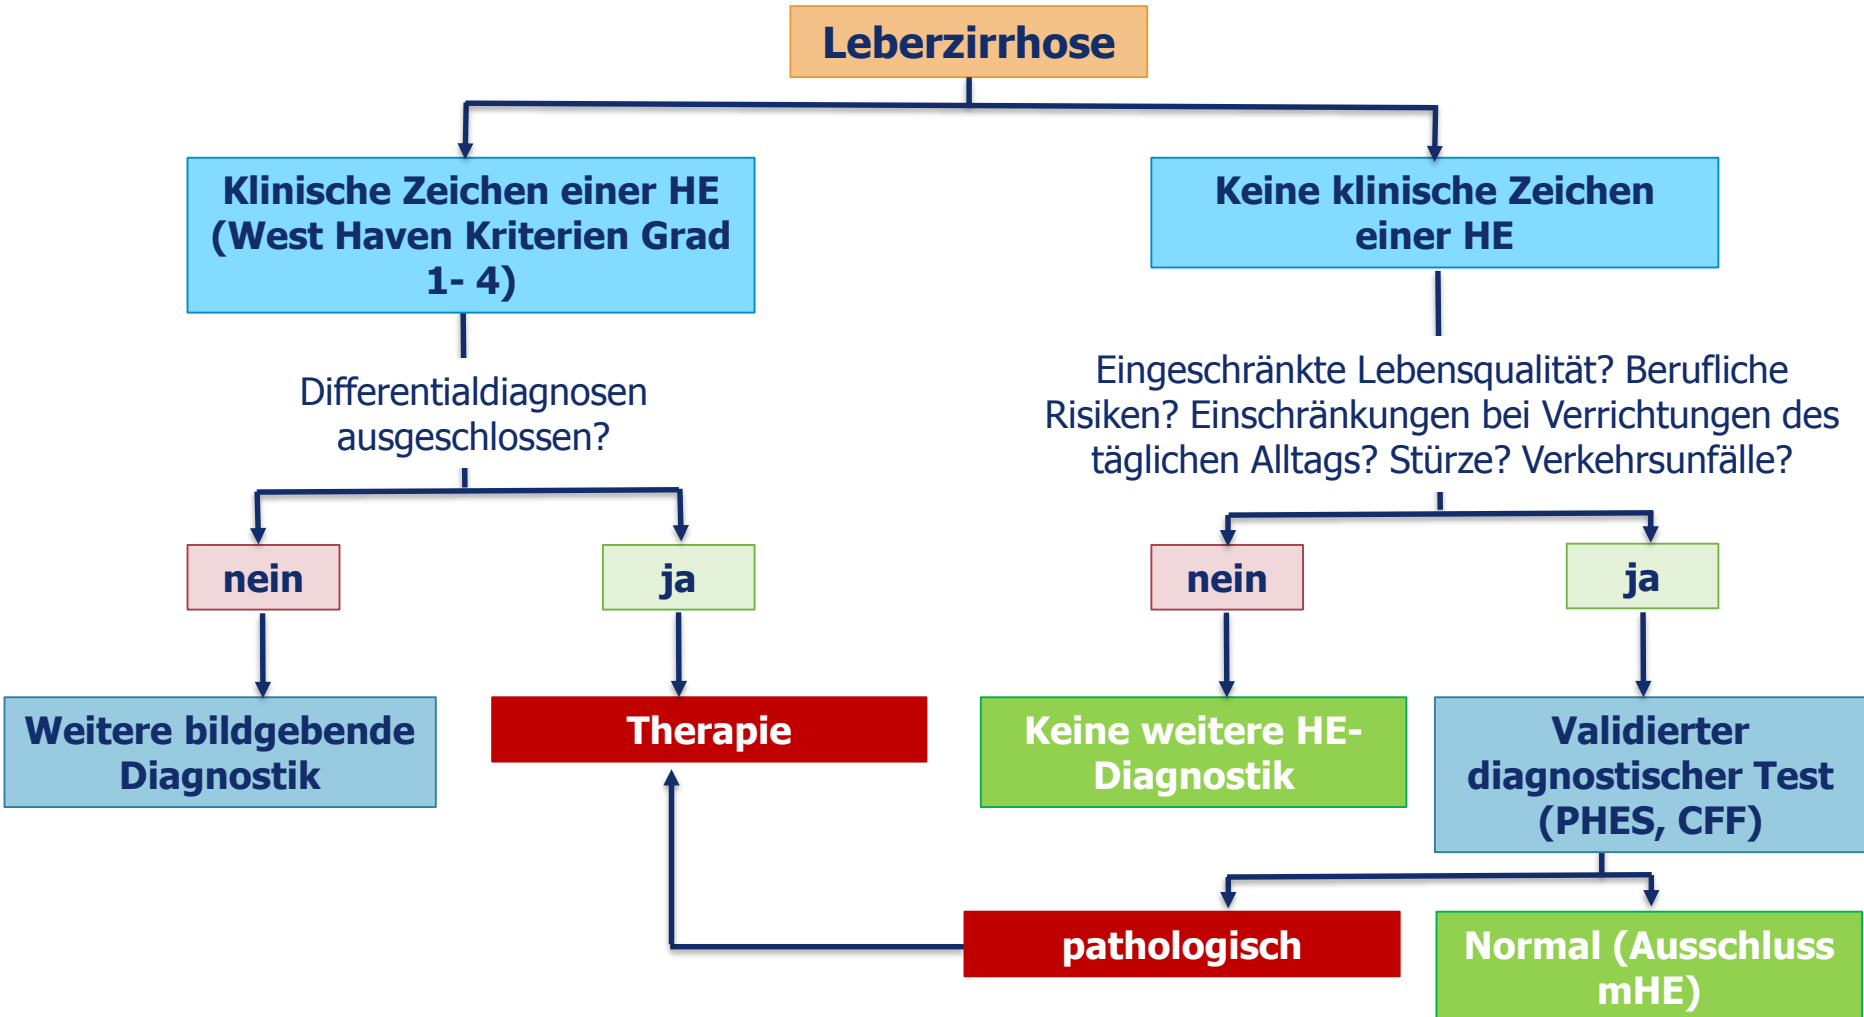 Leberzirrhose
Klinische Zeichen einer HE
(West Haven Kriterien Grad
1- 4)
Keine klinische Zeichen
einer HE
Differentialdiagnosen
ausgeschlossen?
Eingeschränkte Lebensqualität? Berufliche
Risiken? Einschränkungen bei Verrichtungen des
täglichen Alltags? Stürze? Verkehrsunfälle?
nein
ja
nein
ja
Weitere bildgebende
Diagnostik
Therapie
Keine weitere HE-
Diagnostik
Validierter
diagnostischer Test
(PHES, CFF)
pathologisch
Normal (Ausschluss
mHE)